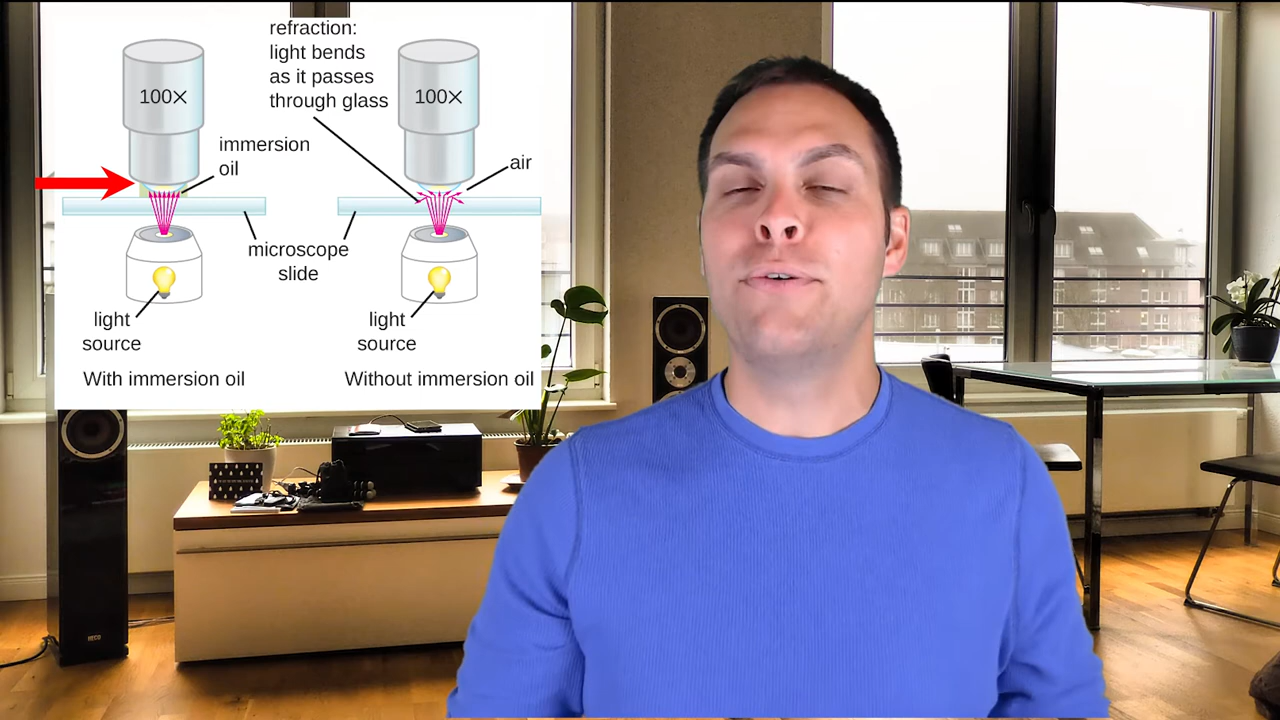 refraction:
light bends
as it passes
through glass
100×
100×
immersion
oil
air
microscope
slide
light
source
light
source
With immersion oil
Without immersion oil